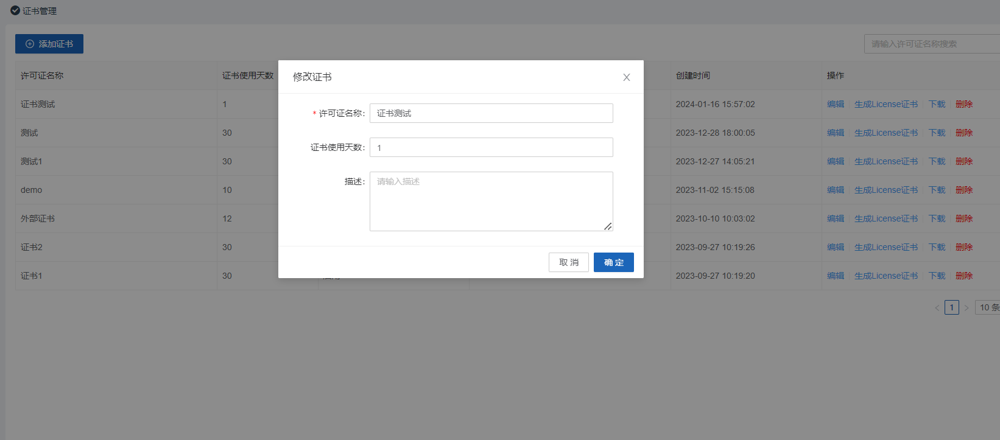 证书管理
添加证书
请输入许可证名称搜索
许可证名称 证书使用天数 创建时间 操作
证书测试 1 2024-01-16 15:57:02 编辑 生成License证书 下载 删除
测试 30 2023-12-28 18:00:05 编辑 生成License证书 下载 删除
测试1 30 2023-12-27 14:05:21 编辑 生成License证书 下载 删除
demo 10 2023-11-02 15:15:08 编辑 生成License证书 下载 删除
外部证书 12 2023-10-10 10:03:02 编辑 生成License证书 下载 删除
证书2 30 2023-09-27 10:19:26 编辑 生成License证书 下载 删除
证书1 30 2023-09-27 10:19:20 编辑 生成License证书 下载 删除
1 10 条
修改证书
* 许可证名称: 证书测试
证书使用天数: 1
描述: 请输入描述
取 消 确 定